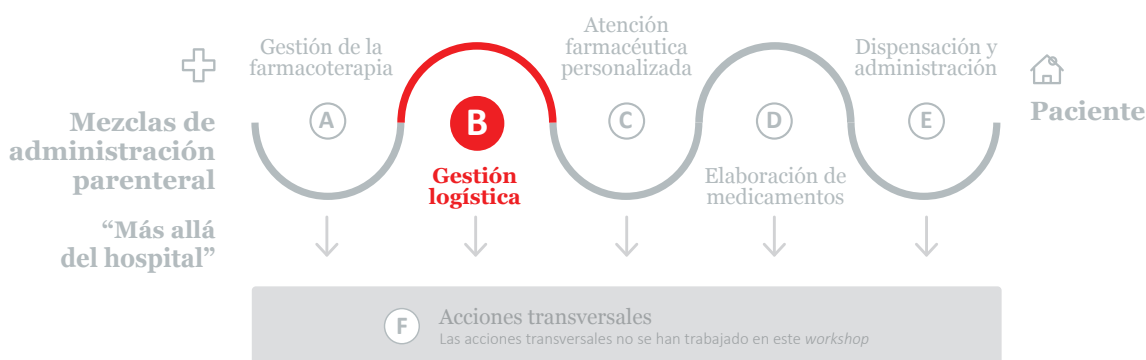 Mezclas de
administración
parenteral
“Más allá
del hospital”
Gestión de la
farmacoterapia
A
B
Gestión
logística
Atención
farmacéutica
personalizada
C
D
Elaboración de
medicamentos
Dispensación y
administración
E
Paciente
F
Acciones transversales
Las acciones transversales no se han trabajado en este workshop